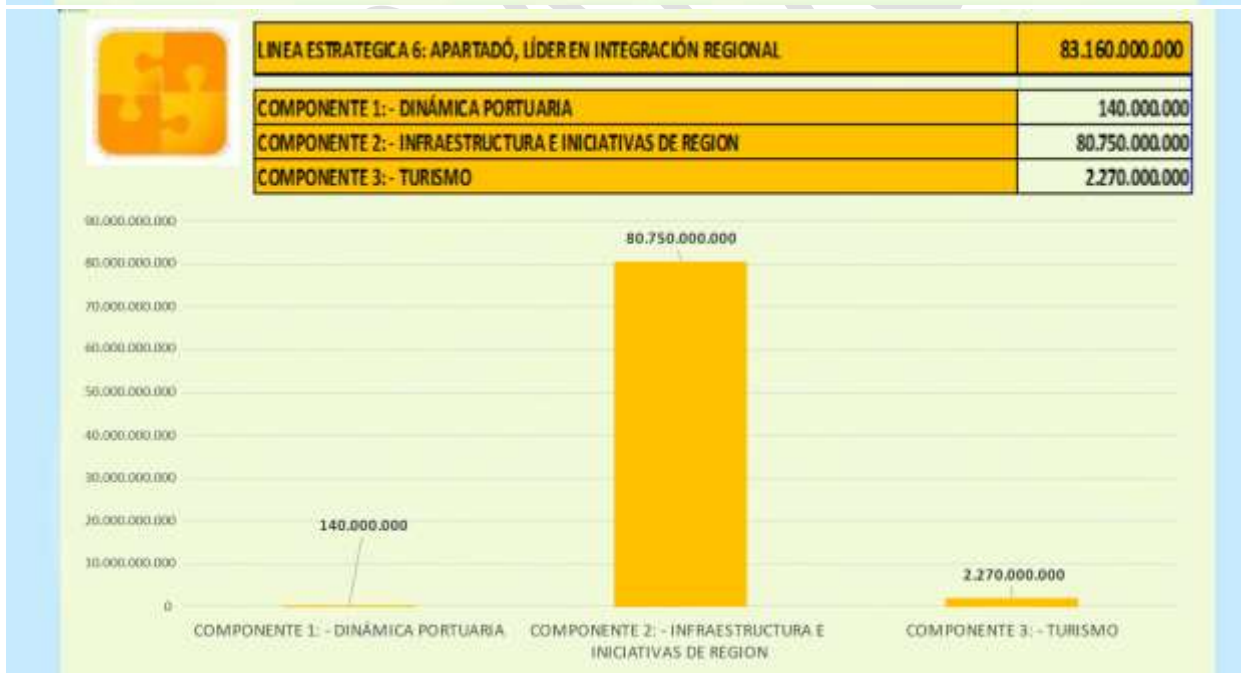 LINEA ESTRATEGICA 6: APARTADÓ, LÍDER EN INTEGRACIÓN REGIONAL 83.160.000.000
COMPONENTE 1: - DINÁMICA PORTUARIA 140.000.000
COMPONENTE 2: - INFRAESTRUCTURA E INICIATIVAS DE REGION 80.750.000.000
COMPONENTE 3: - TURISMO 2.270.000.000
90.000.000.000
80.000.000.000
70.000.000.000
60.000.000.000
50.000.000.000
40.000.000.000
30.000.000.000
20.000.000.000
10.000.000.000
0
140.000.000
80.750.000.000
2.270.000.000
COMPONENTE 1: - DINÁMICA PORTUARIA
COMPONENTE 2: - INFRAESTRUCTURA E
INICIATIVAS DE REGION
COMPONENTE 3: - TURISMO